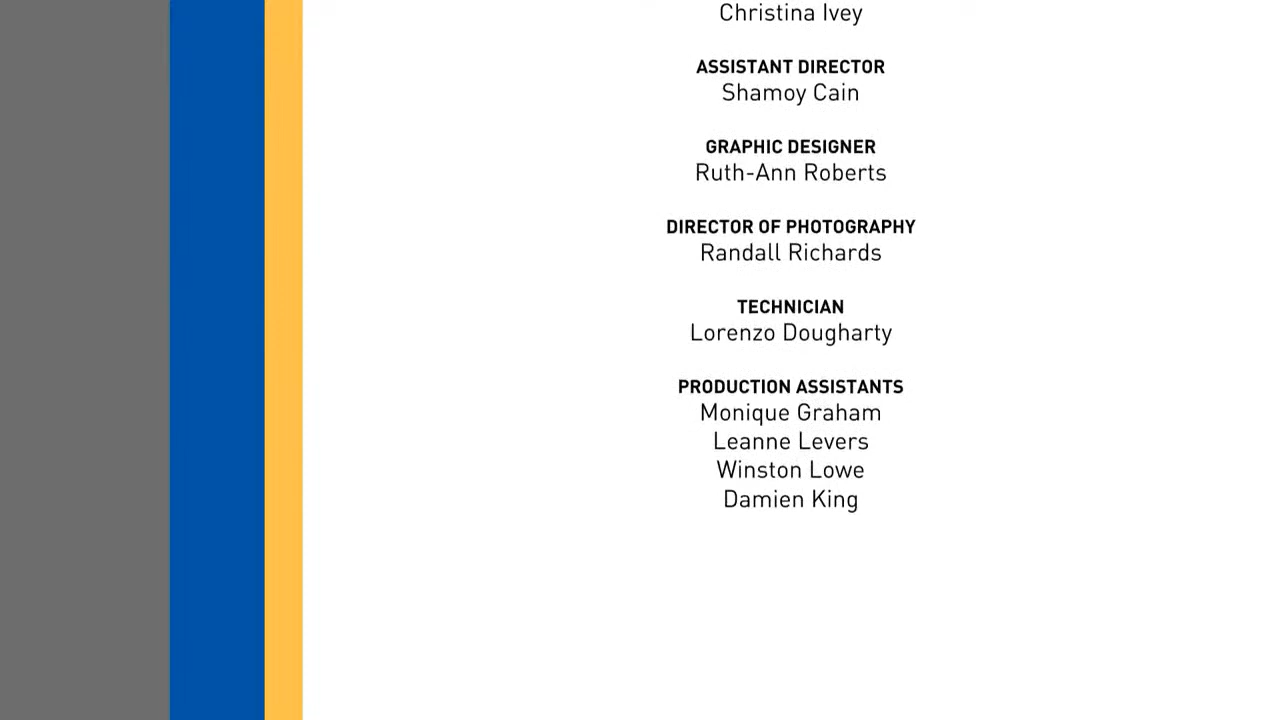 Christina Ivey
ASSISTANT DIRECTOR
Shamoy Cain
GRAPHIC DESIGNER
Ruth-Ann Roberts
DIRECTOR OF PHOTOGRAPHY
Randall Richards
TECHNICIAN
Lorenzo Dougharty
PRODUCTION ASSISTANTS
Monique Graham
Leanne Levers
Winston Lowe
Damien King